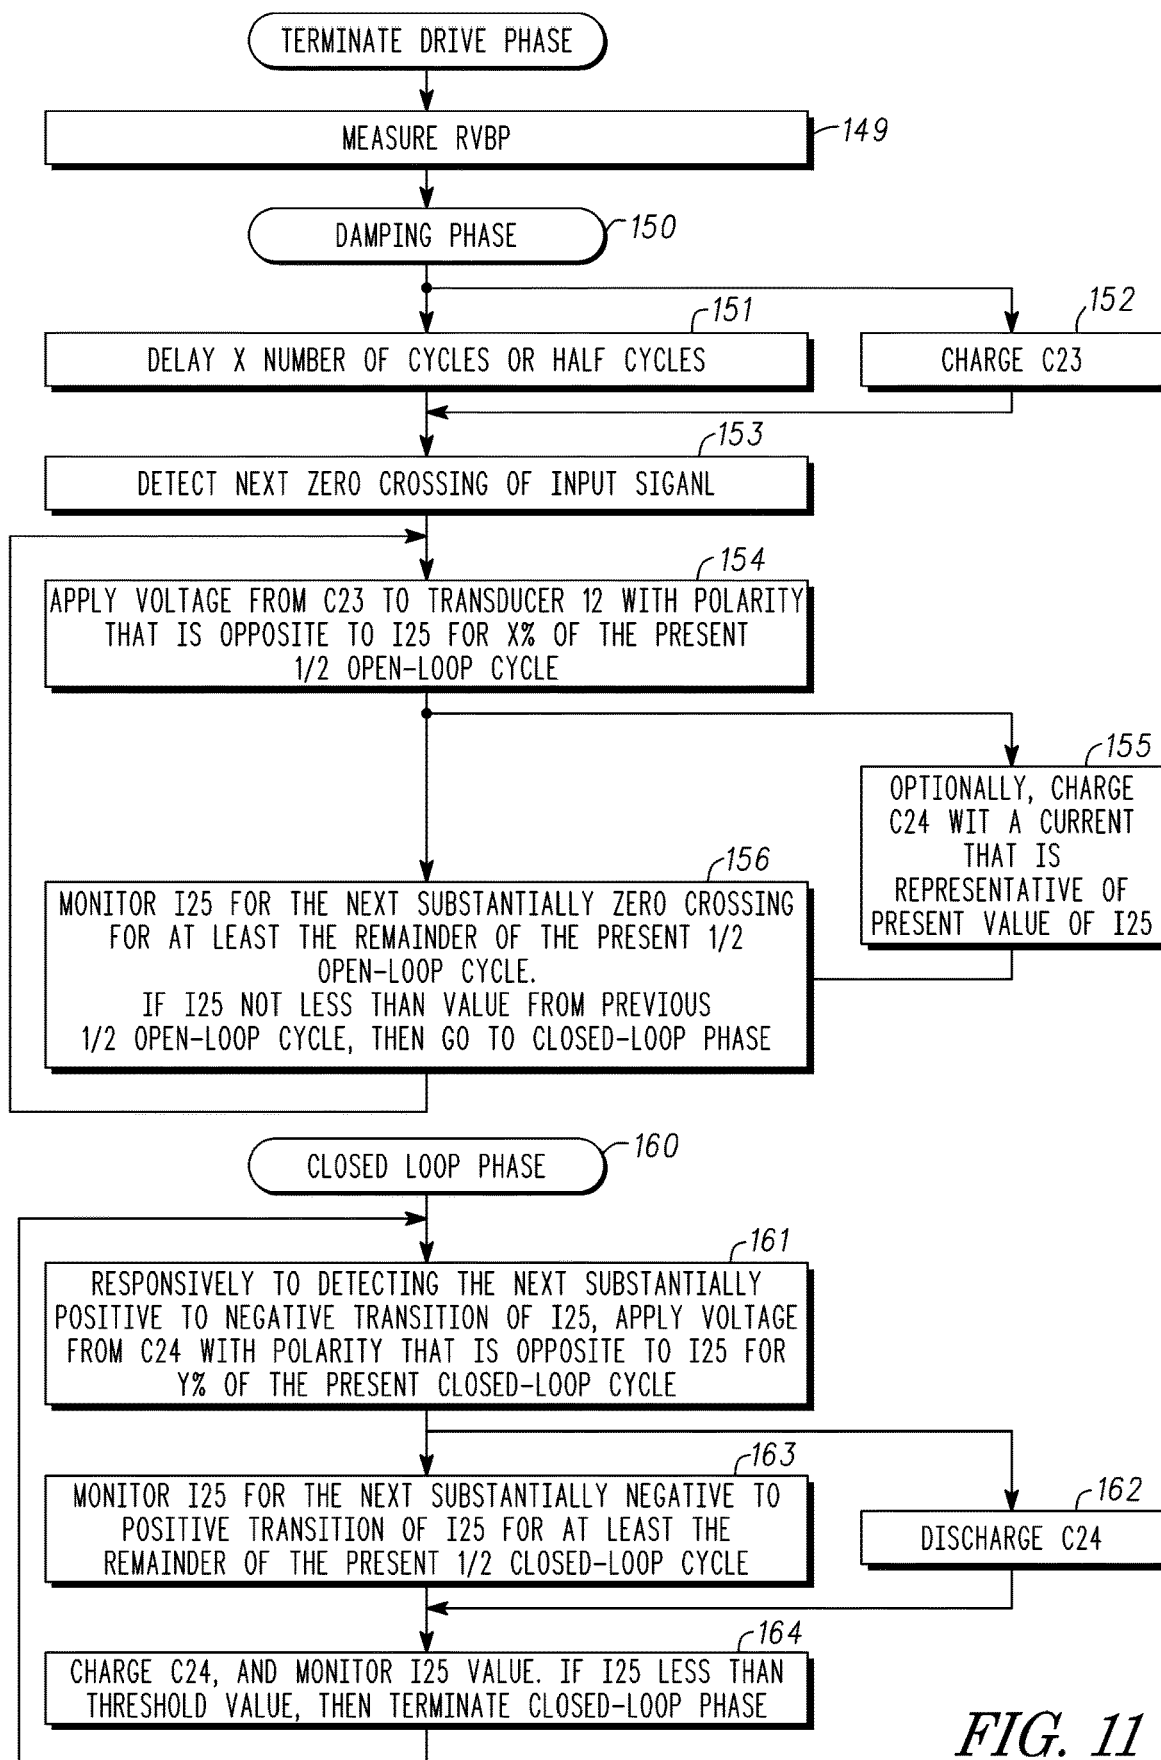 TERMINATE DRIVE PHASE
MEASURE RVBP
149
DAMPING PHASE
150
151
DELAY X NUMBER OF CYCLES OR HALF CYCLES
152
CHARGE C23
153
DETECT NEXT ZERO CROSSING OF INPUT SIGANL
154
APPLY VOLTAGE FROM C23 TO TRANSDUCER 12 WITH POLARITY
THAT IS OPPOSITE TO I25 FOR X% OF THE PRESENT
1/2 OPEN-LOOP CYCLE
155
OPTIONALLY, CHARGE
C24 WIT A CURRENT
THAT IS
REPRESENTATIVE OF
PRESENT VALUE OF I25
156
MONITOR I25 FOR THE NEXT SUBSTANTIALLY ZERO CROSSING
FOR AT LEAST THE REMAINDER OF THE PRESENT 1/2
OPEN-LOOP CYCLE.
IF I25 NOT LESS THAN VALUE FROM PREVIOUS
1/2 OPEN-LOOP CYCLE, THEN GO TO CLOSED-LOOP PHASE
CLOSED LOOP PHASE
160
161
RESPONSIVELY TO DETECTING THE NEXT SUBSTANTIALLY
POSITIVE TO NEGATIVE TRANSITION OF I25, APPLY VOLTAGE
FROM C24 WITH POLARITY THAT IS OPPOSITE TO I25 FOR
Y% OF THE PRESENT CLOSED-LOOP CYCLE
163
MONITOR I25 FOR THE NEXT SUBSTANTIALLY NEGATIVE TO
POSITIVE TRANSITION OF I25 FOR AT LEAST THE
REMAINDER OF THE PRESENT 1/2 CLOSED-LOOP CYCLE
162
DISCHARGE C24
164
CHARGE C24, AND MONITOR I25 VALUE. IF I25 LESS THAN
THRESHOLD VALUE, THEN TERMINATE CLOSED-LOOP PHASE
FIG. 11